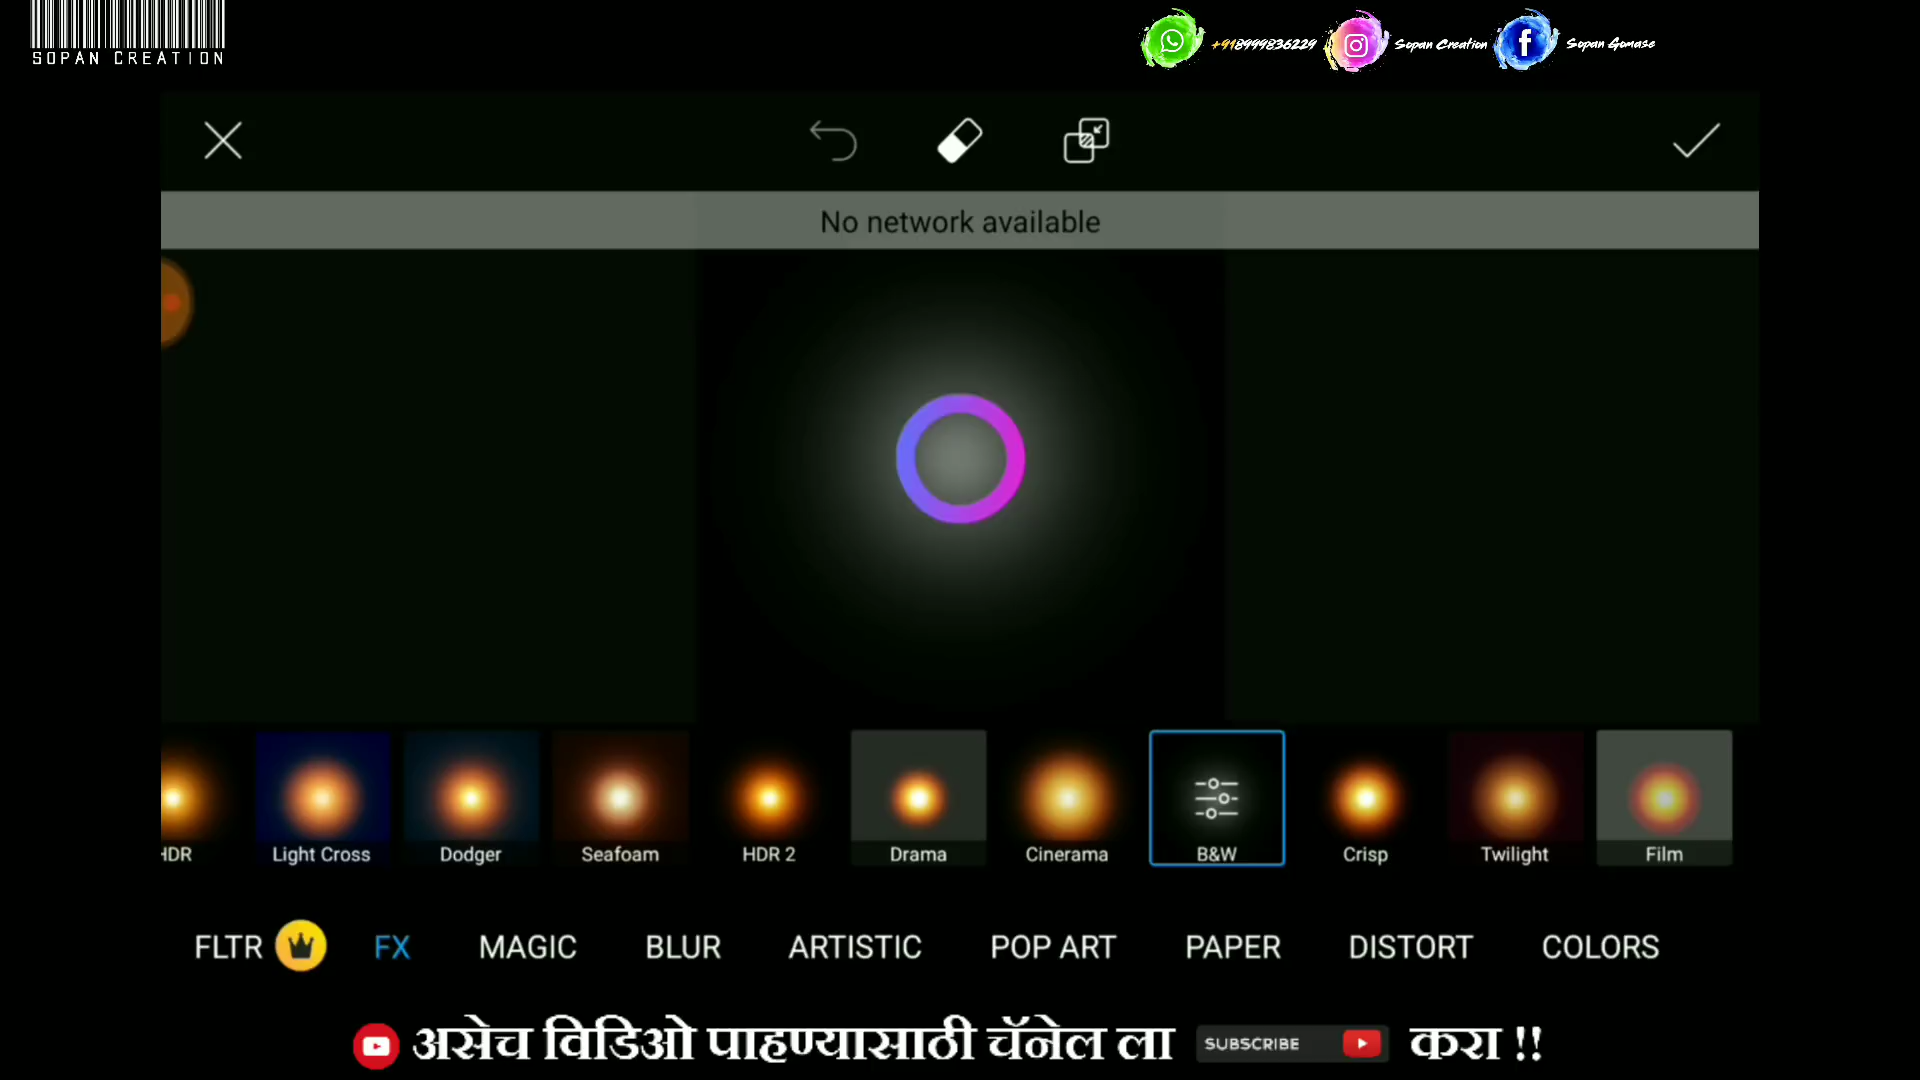 SOPAN CREATION
+918999836229 Sopan Creation Sopan Gomase
No network available
HDR Light Cross Dodger Seafoam HDR 2 Drama Cinerama B&W Crisp Twilight Film
FLTR FX MAGIC BLUR ARTISTIC POP ART PAPER DISTORT COLORS
असेच विडिओ पाहण्यासाठी चॅनेल ला SUBSCRIBE करा !!